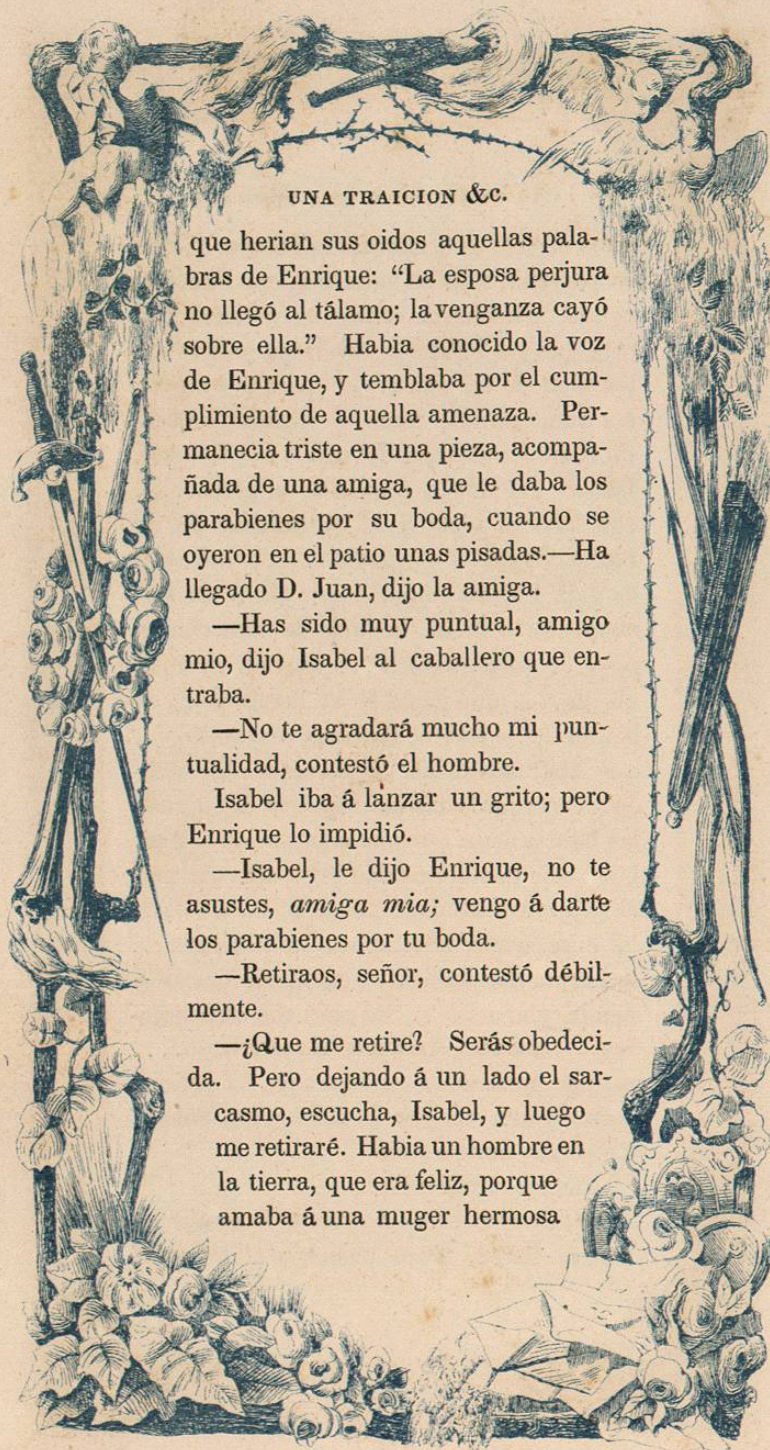 UNA TRAICION &C.
que herian sus oidos aquellas pala-
bras de Enrique: “La esposa perjura
no llegó al tálamo; la venganza cayó
sobre ella.” Habia conocido la voz
de Enrique, y temblaba por el cum-
plimiento de aquella amenaza. Per-
manecia triste en una pieza, acompa-
ñada de una amiga, que le daba los
parabienes por su boda, cuando se
oyeron en el patio unas pisadas.—Ha
llegado D. Juan, dijo la amiga.
—Has sido muy puntual, amigo
mio, dijo Isabel al caballero que en-
traba.
—No te agradará mucho mi pun-
tualidad, contestó el hombre.
Isabel iba á lanzar un grito; pero
Enrique lo impidió.
—Isabel, le dijo Enrique, no te
asustes, amiga mia; vengo á darte
los parabienes por tu boda.
—Retiraos, señor, contestó débil-
mente.
—¿Que me retire? Serás obedeci-
da. Pero dejando á un lado el sar-
casmo, escucha, Isabel, y luego
me retiraré. Habia un hombre en
la tierra, que era feliz, porque
amaba á una muger hermosa